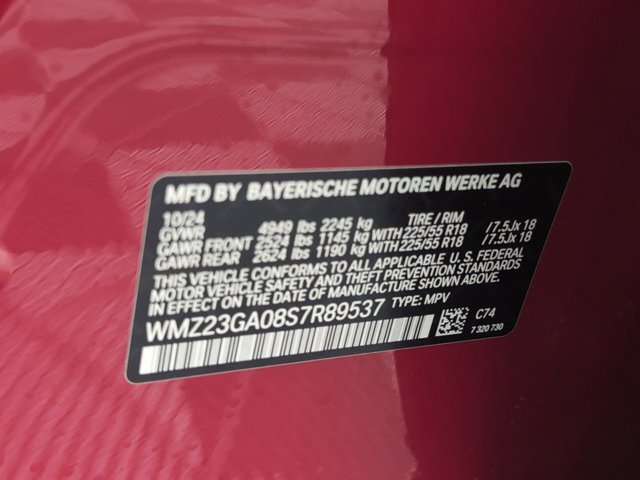 MFD BY BAYERISCHE MOTOREN WERKE AG
10/24 TIRE / RIM
GVWR 4949 lbs 2245 kg
GAWR FRONT 2524 lbs 1145 kg WITH 225/55 R18 /7.5Jx 18
GAWR REAR 2624 lbs 1190 kg WITH 225/55 R18 /7.5Jx 18
THIS VEHICLE CONFORMS TO ALL APPLICABLE U. S. FEDERAL
MOTOR VEHICLE SAFETY, BUMPER, AND THEFT PREVENTION STANDARDS
IN EFFECT ON THE DATE OF MANUFACTURE SHOWN ABOVE.
WMZ23GA08S7R89537 TYPE: MPV
C74
7 320 730